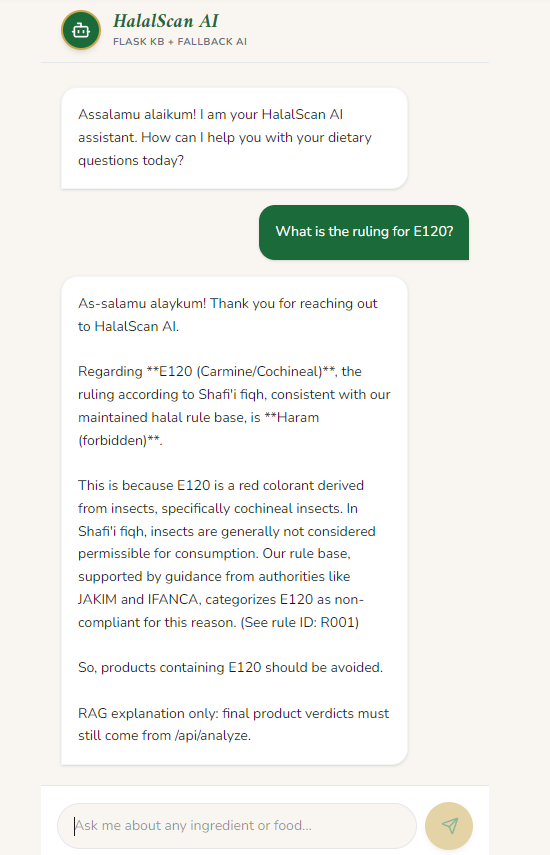 HalalScan AI
FLASK KB + FALLBACK AI
Assalamu alaikum! I am your HalalScan AI
assistant. How can I help you with your dietary
questions today?
What is the ruling for E120?
As-salamu alaykum! Thank you for reaching out
to HalalScan AI.
Regarding **E120 (Carmine/Cochineal)**, the
ruling according to Shafi'i fiqh, consistent with our
maintained halal rule base, is **Haram
(forbidden)**.
This is because E120 is a red colorant derived
from insects, specifically cochineal insects. In
Shafi'i fiqh, insects are generally not considered
permissible for consumption. Our rule base,
supported by guidance from authorities like
JAKIM and IFANCA, categorizes E120 as non-
compliant for this reason. (See rule ID: R001)
So, products containing E120 should be avoided.
RAG explanation only: final product verdicts must
still come from /api/analyze.
Ask me about any ingredient or food...